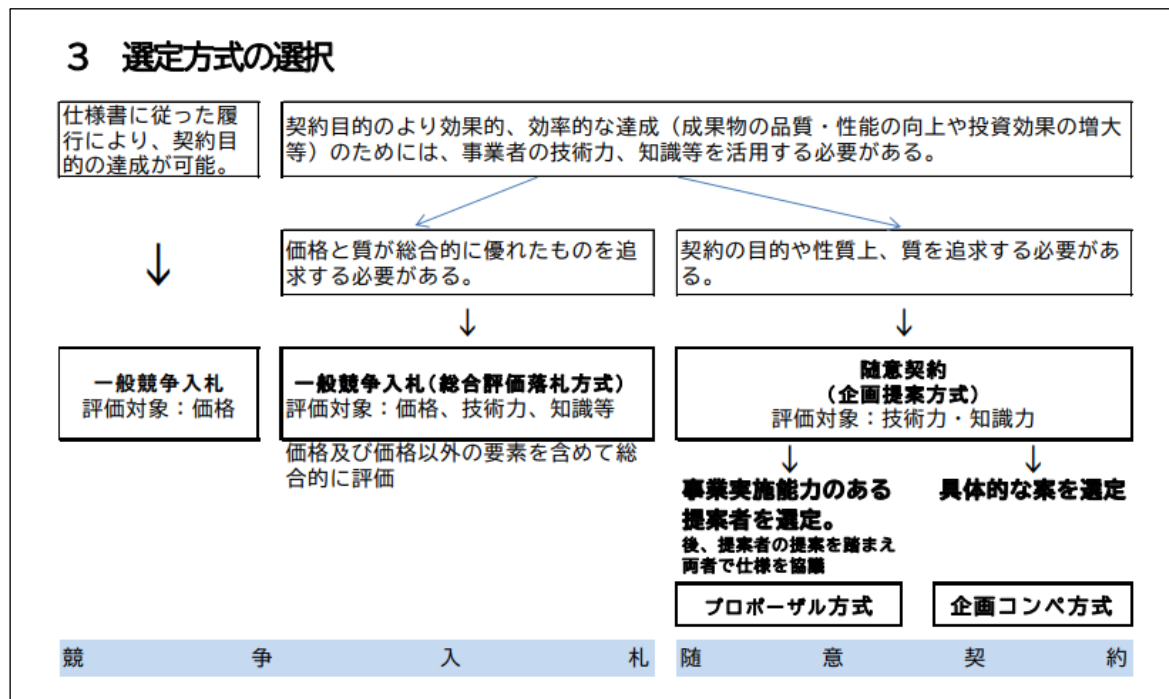 ３　選定方式の選択
仕様書に従った履
行により、契約目
的の達成が可能。
契約目的のより効果的、効率的な達成（成果物の品質・性能の向上や投資効果の増大
等）のためには、事業者の技術力、知識等を活用する必要がある。
↓
価格と質が総合的に優れたものを追
求する必要がある。
契約の目的や性質上、質を追求する必要があ
る。
↓
↓
一般競争入札
評価対象：価格
一般競争入札（総合評価落札方式）
評価対象：価格、技術力、知識等
随意契約
（企画提案方式）
評価対象：技術力・知識力
価格及び価格以外の要素を含めて総
合的に評価
↓
↓
事業実施能力のある
提案者を選定。
後、提案者の提案を踏まえ
両者で仕様を協議
具体的な案を選定
プロポーザル方式
企画コンペ方式
競　争　入　札
随　意　契　約